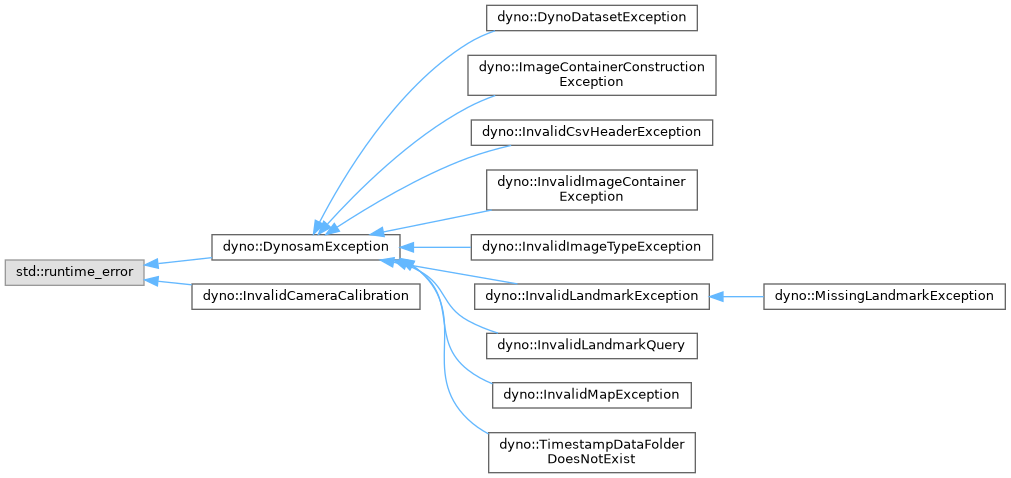 dyno::DynoDatasetException
dyno::ImageContainerConstruction
Exception
dyno::InvalidCsvHeaderException
dyno::InvalidImageContainer
Exception
dyno::DynosamException
dyno::InvalidImageTypeException
std::runtime_error
dyno::InvalidCameraCalibration
dyno::InvalidLandmarkException
dyno::MissingLandmarkException
dyno::InvalidLandmarkQuery
dyno::InvalidMapException
dyno::TimestampDataFolder
DoesNotExist